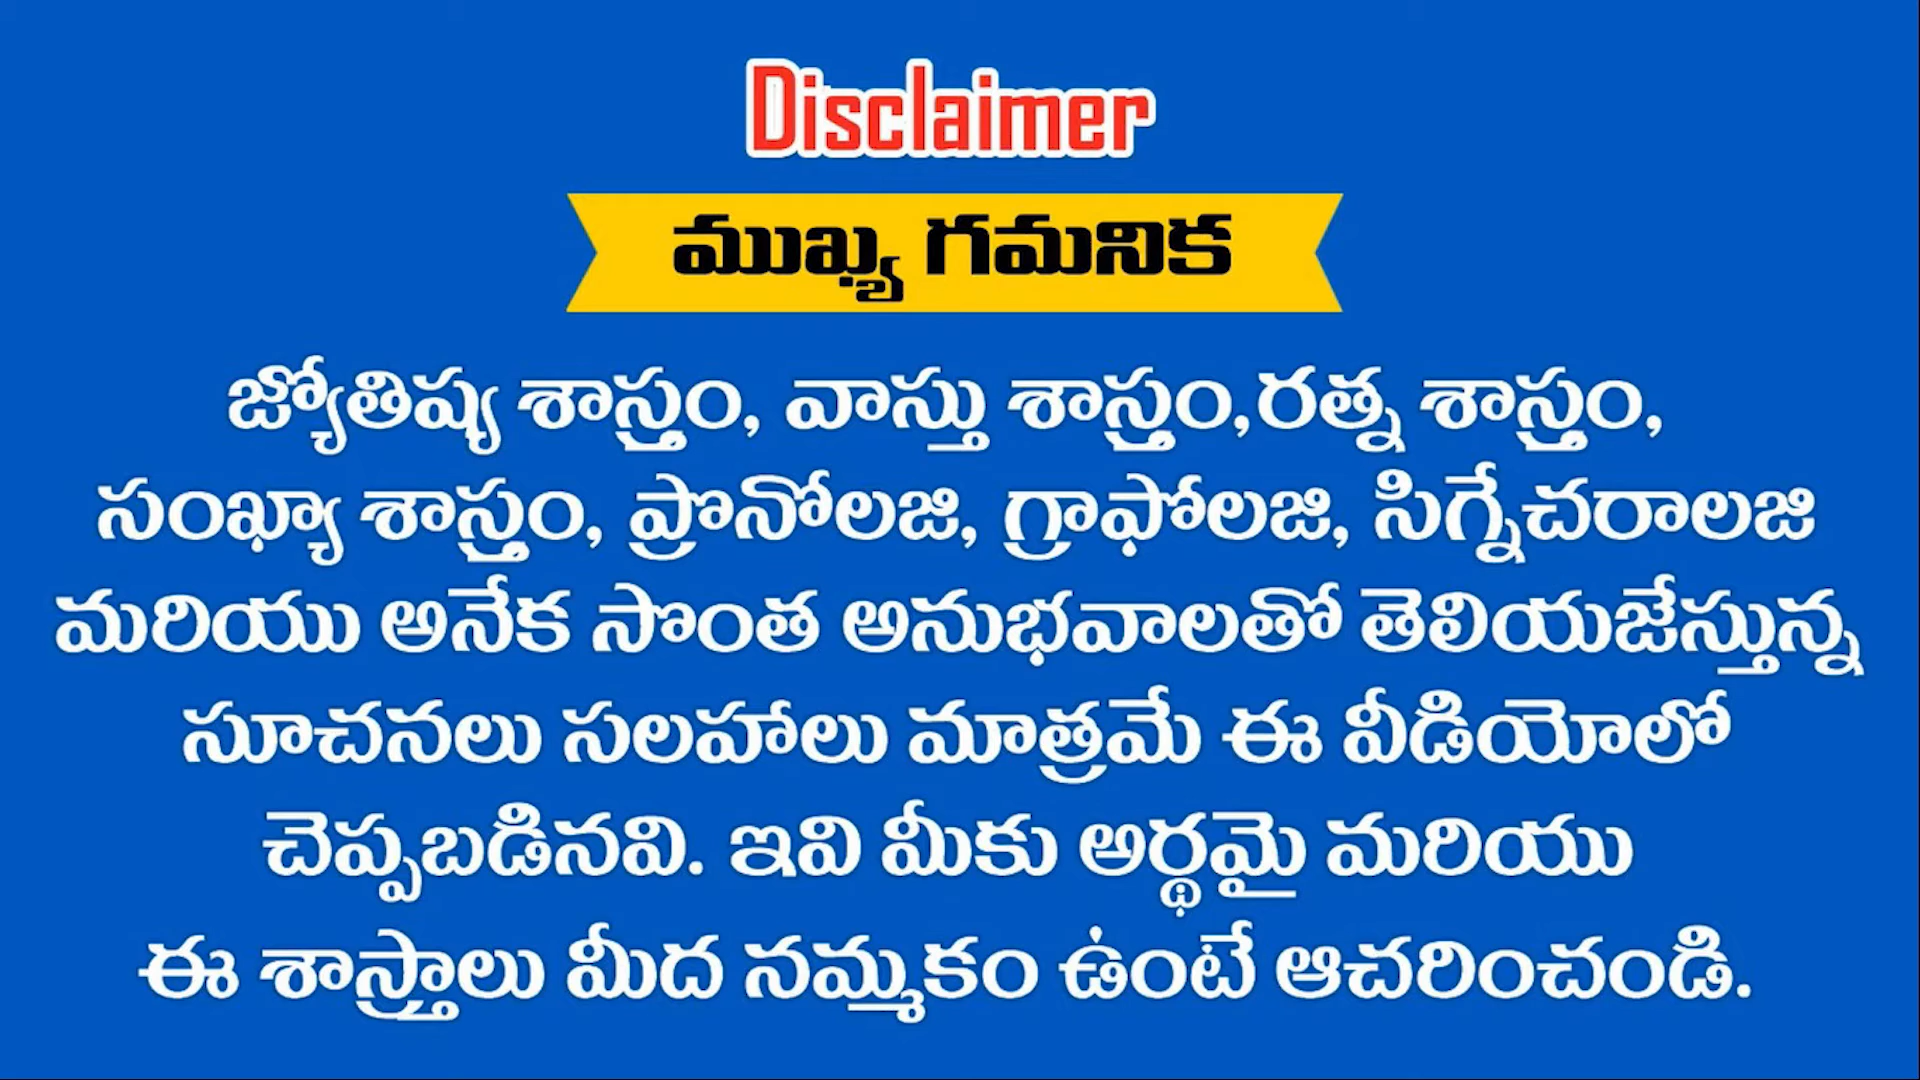 Disclaimer
ముఖ్య గమనిక
జ్యోతిష్య శాస్త్రం, వాస్తు శాస్త్రం,రత్న శాస్త్రం,
సంఖ్యా శాస్త్రం, ప్రొనోలజి, గ్రాఫోలజి, సిగ్నేచరాలజి
మరియు అనేక సొంత అనుభవాలతో తెలియజేస్తున్న
సూచనలు సలహాలు మాత్రమే ఈ వీడియోలో
చెప్పబడినవి. ఇవి మీకు అర్థమై మరియు
ఈ శాస్త్రాలు మీద నమ్మకం ఉంటే ఆచరించండి.